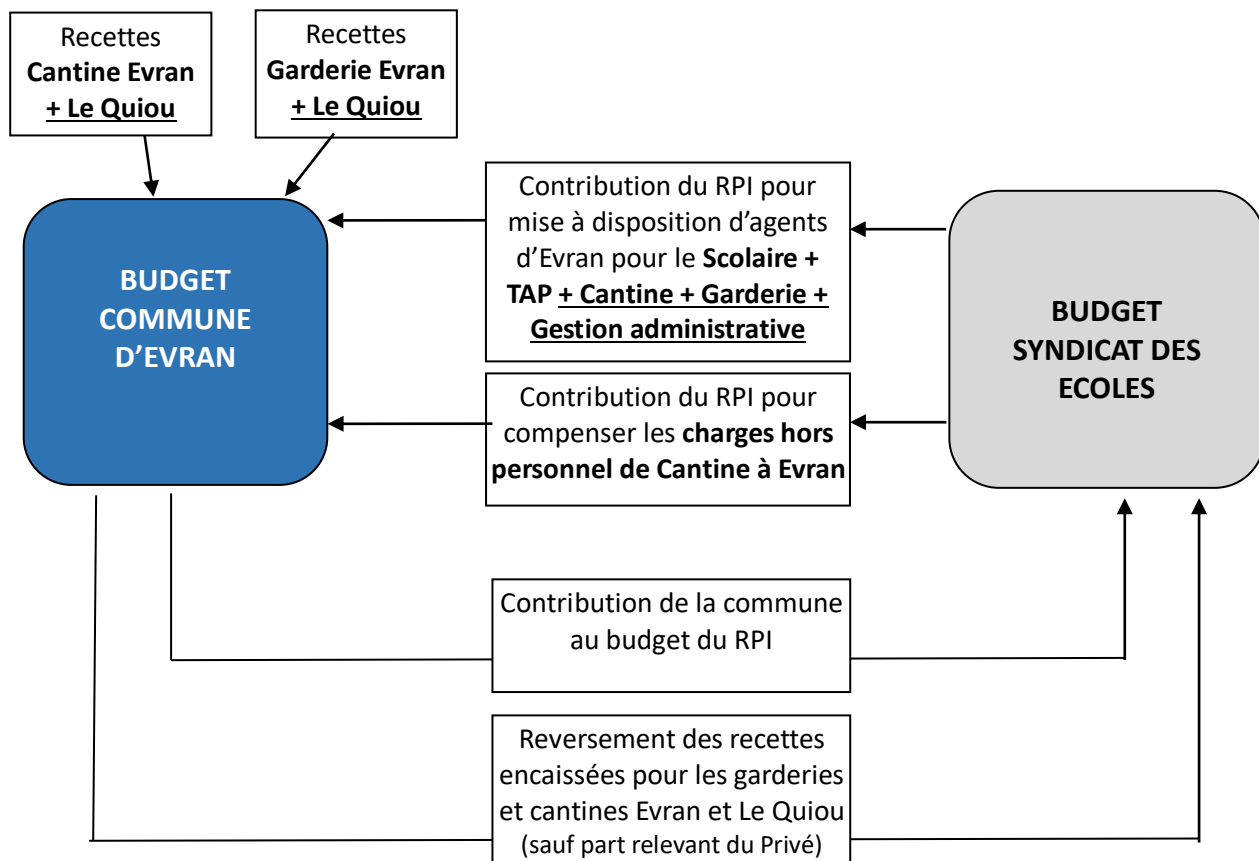 Recettes
Cantine Evran
+ Le Quiou
Recettes
Garderie Evran
+ Le Quiou
Contribution du RPI pour
mise à disposition d’agents
d’Evran pour le Scolaire +
TAP + Cantine + Garderie +
Gestion administrative
BUDGET
COMMUNE
D’EVRAN
BUDGET
SYNDICAT DES
ECOLES
Contribution du RPI pour
compenser les charges hors
personnel de Cantine à Evran
Contribution de la commune
au budget du RPI
Reversement des recettes
encaissées pour les garderies
et cantines Evran et Le Quiou
(sauf part relevant du Privé)